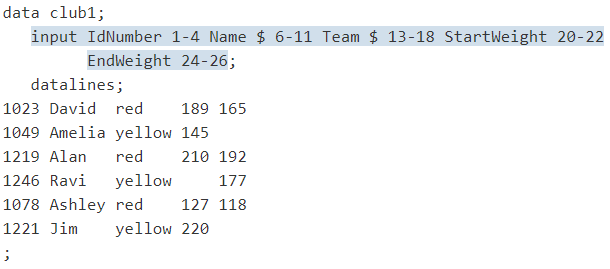 data club1;
   input IdNumber 1-4 Name $ 6-11 Team $ 13-18 StartWeight 20-22
         EndWeight 24-26;
   datalines;
1023 David  red    189 165
1049 Amelia yellow 145
1219 Alan   red    210 192
1246 Ravi   yellow     177
1078 Ashley red    127 118
1221 Jim    yellow 220
;